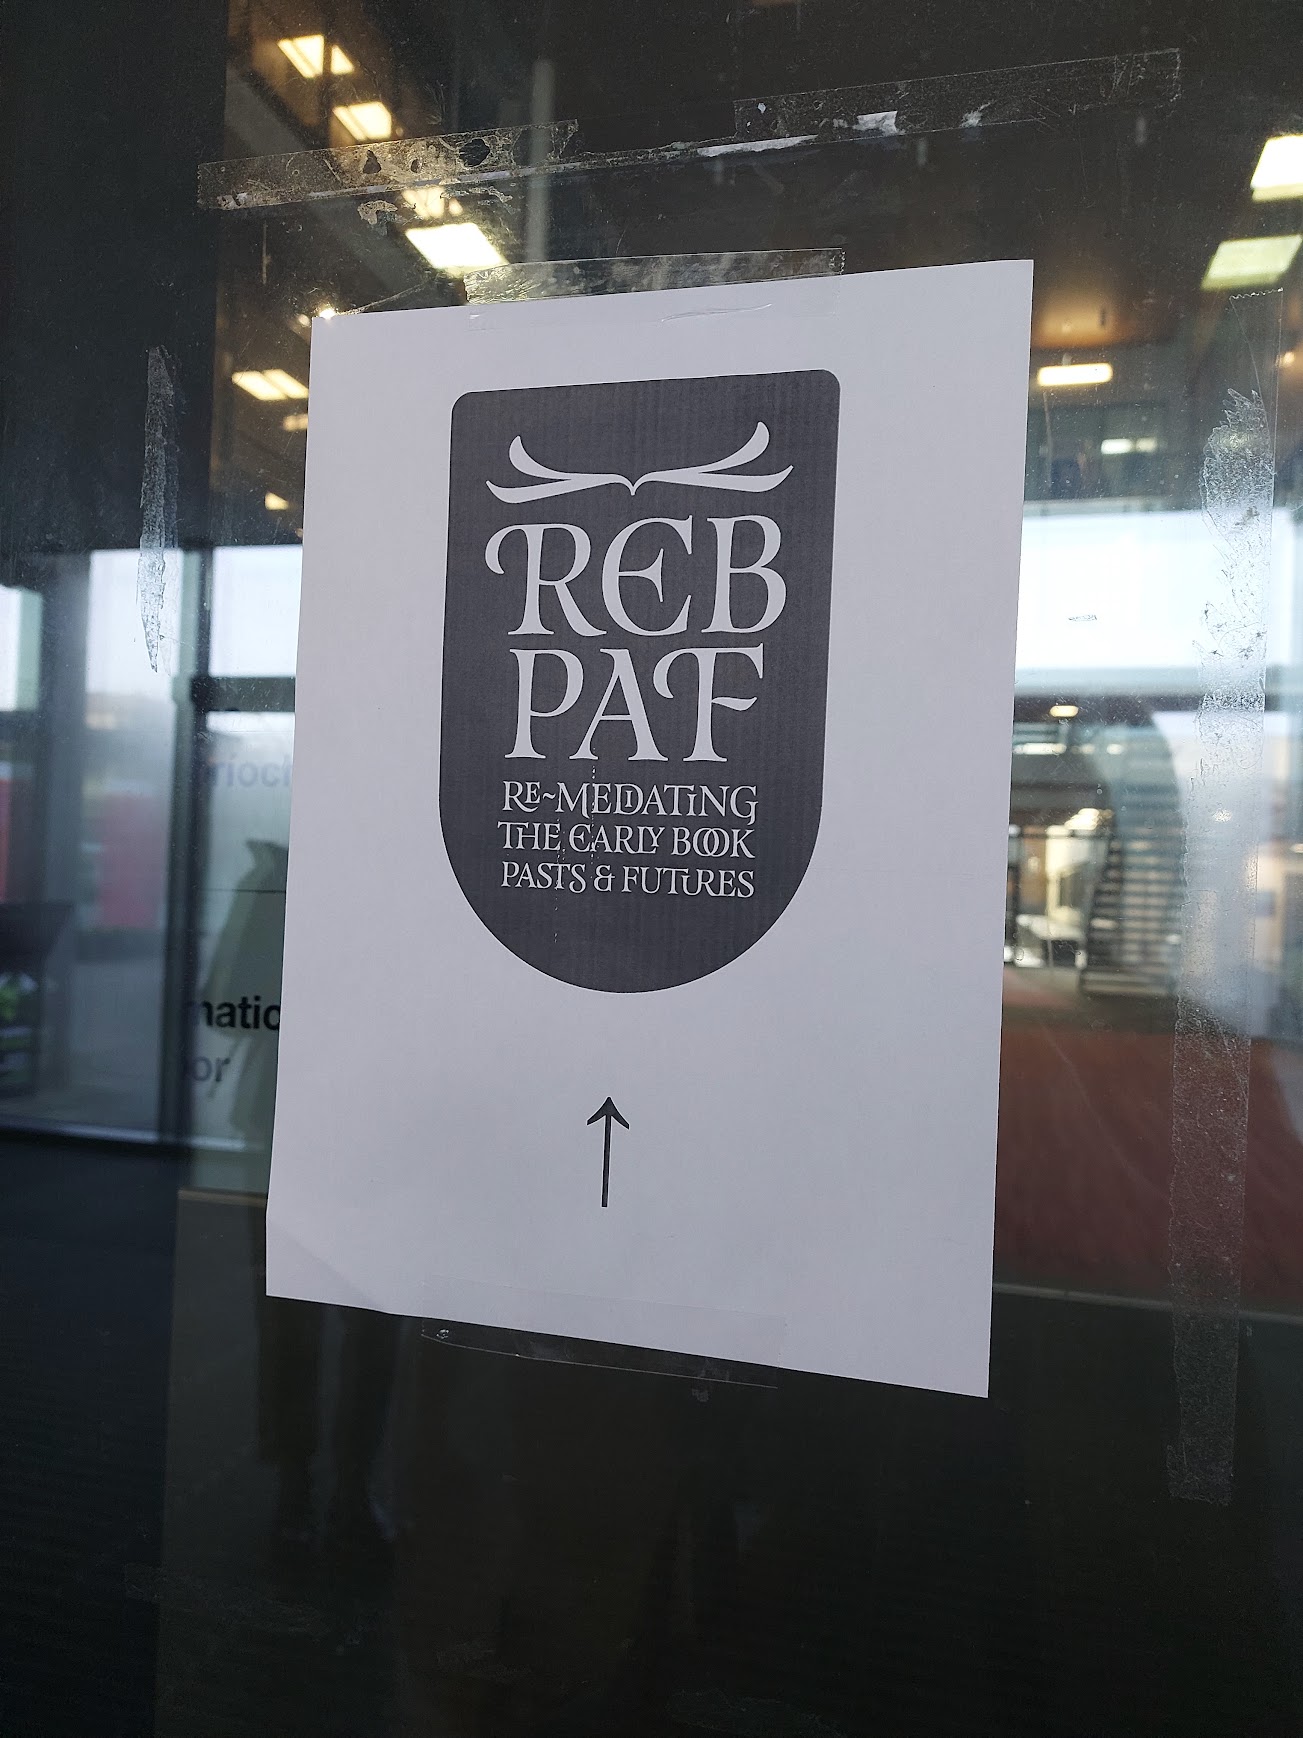 REB
PAF
RE-MEDIATING
THE EARLY BOOK
PASTS & FUTURES